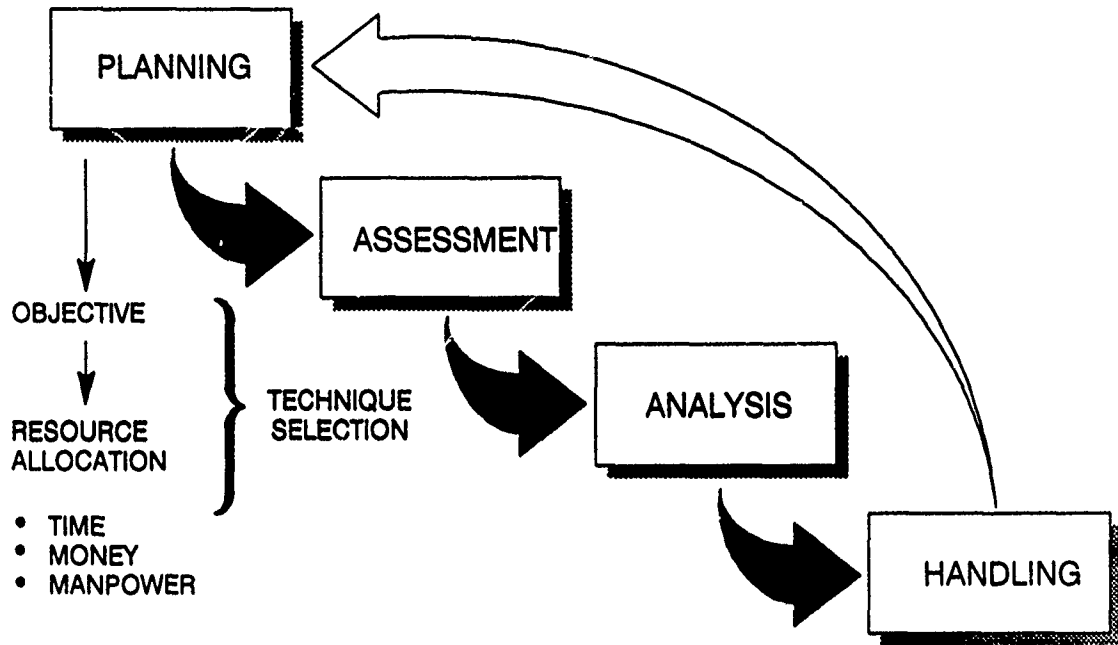 PLANNING
ASSESSMENT
OBJECTIVE
TECHNIQUE
SELECTION
ANALYSIS
RESOURCE
ALLOCATION
• TIME
• MONEY
• MANPOWER
HANDLING